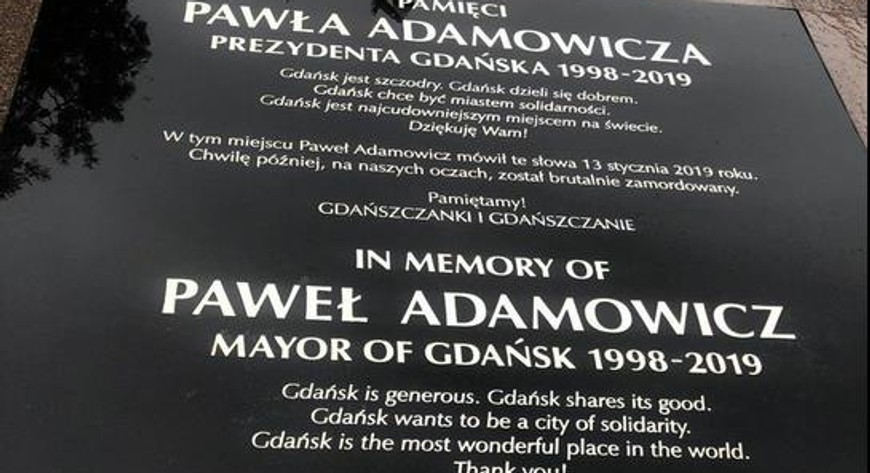 PAMIĘCI
PAWŁA ADAMOWICZA
PREZYDENTA GDAŃSKA 1998-2019
Gdańsk jest szczodry. Gdańsk dzieli się dobrem.
Gdańsk chce być miastem solidarności.
Gdańsk jest najcudowniejszym miejscem na świecie.
Dziękuję Wam!
W tym miejscu Paweł Adamowicz mówił te słowa 13 stycznia 2019 roku.
Chwilę później, na naszych oczach, został brutalnie zamordowany.
Pamiętamy!
GDAŃSZCZANKI I GDAŃSZCZANIE
IN MEMORY OF
PAWEŁ ADAMOWICZ
MAYOR OF GDAŃSK 1998-2019
Gdańsk is generous. Gdańsk shares its good.
Gdańsk wants to be a city of solidarity.
Gdańsk is the most wonderful place in the world.
Thank you!